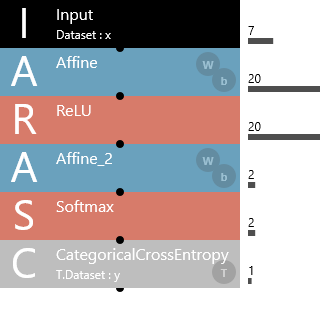 I Input 7
Dataset : x
A Affine W b 20
R ReLU 20
A Affine_2 W b 2
S Softmax 2
C CategoricalCrossEntropy 1
T.Dataset : y T